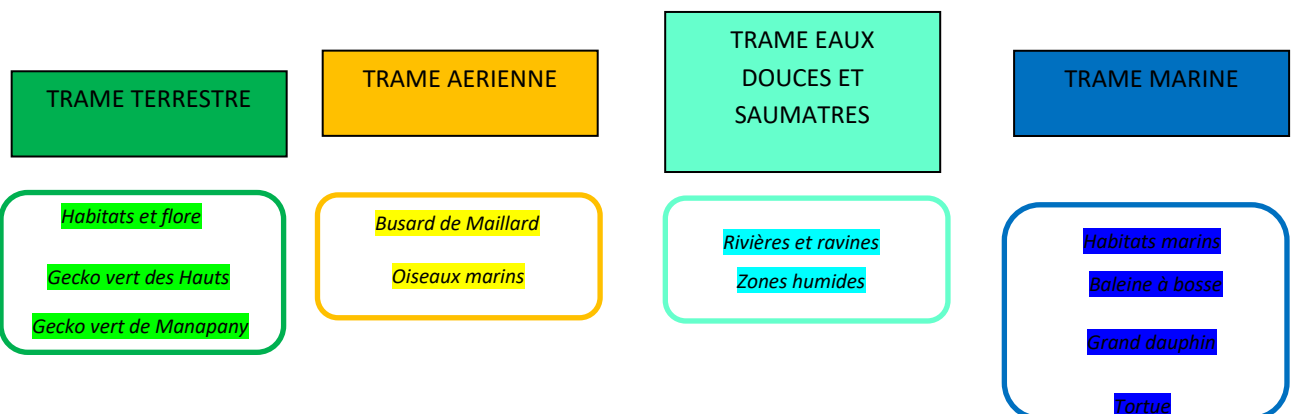 TRAME TERRESTRE
TRAME AERIENNE
TRAME EAUX
DOUCES ET
SAUMATRES
TRAME MARINE
Habitats et flore
Gecko vert des Hauts
Gecko vert de Manapany
Busard de Maillard
Oiseaux marins
Rivières et ravines
Zones humides
Habitats marins
Baleine à bosse
Grand dauphin
Tortue